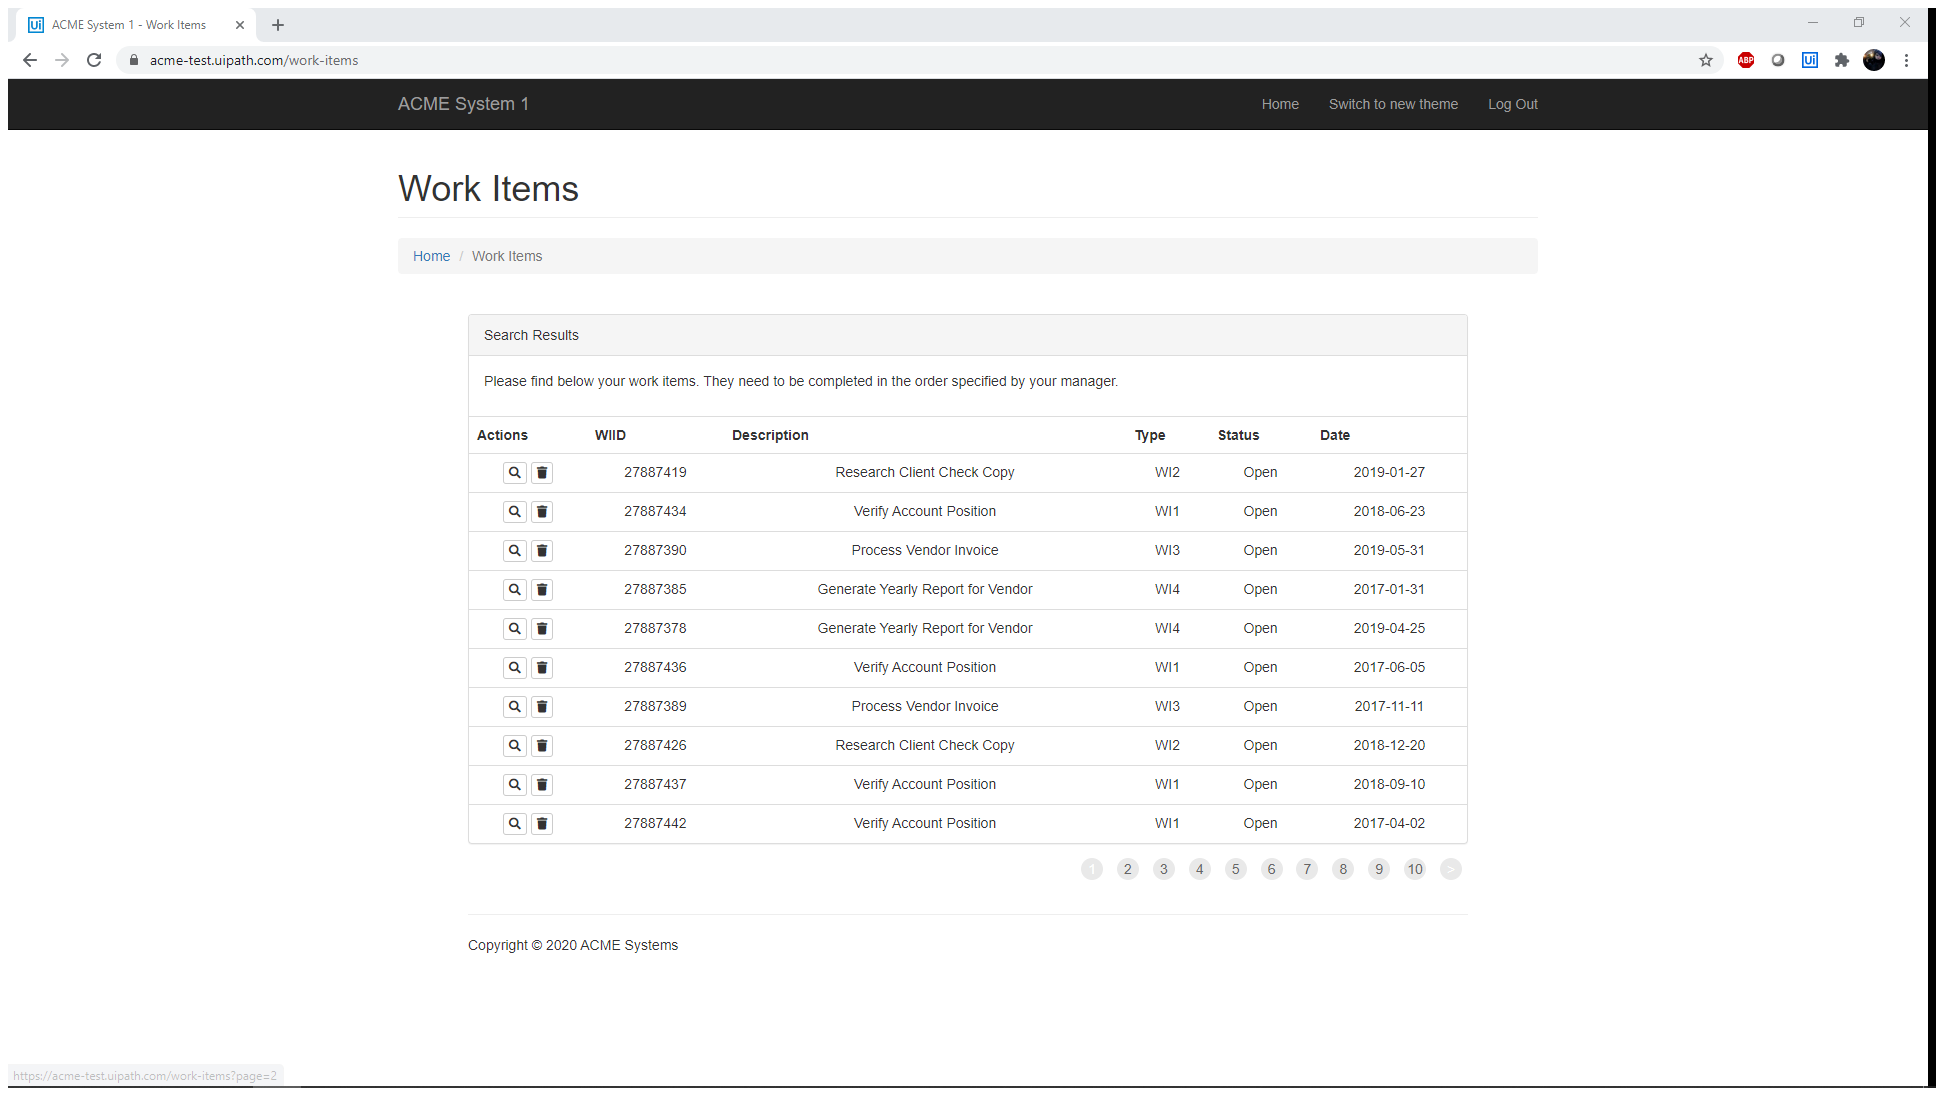 ACME System 1 - Work Items
acme-test.uipath.com/work-items
ABP
Ui
ACME System 1
Home Switch to new theme Log Out
Work Items
Home / Work Items
Search Results
Please find below your work items. They need to be completed in the order specified by your manager.
Actions WIID Description Type Status Date
27887419 Research Client Check Copy WI2 Open 2019-01-27
27887434 Verify Account Position WI1 Open 2018-06-23
27887390 Process Vendor Invoice WI3 Open 2019-05-31
27887385 Generate Yearly Report for Vendor WI4 Open 2017-01-31
27887378 Generate Yearly Report for Vendor WI4 Open 2019-04-25
27887436 Verify Account Position WI1 Open 2017-06-05
27887389 Process Vendor Invoice WI3 Open 2017-11-11
27887426 Research Client Check Copy WI2 Open 2018-12-20
27887437 Verify Account Position WI1 Open 2018-09-10
27887442 Verify Account Position WI1 Open 2017-04-02
1 2 3 4 5 6 7 8 9 10 >
Copyright © 2020 ACME Systems
https://acme-test.uipath.com/work-items?page=2